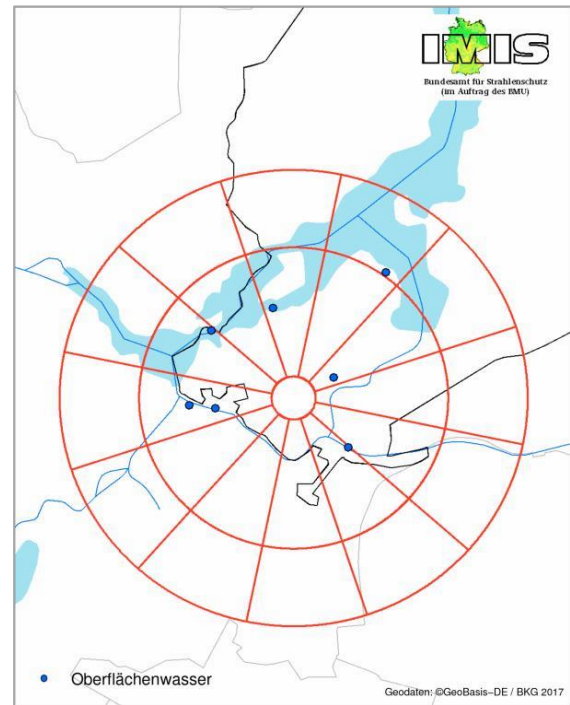 IMIS
Bundesamt für Strahlenschutz
(im Auftrag des BMU)
Oberflächenwasser
Geodaten: ©GeoBasis-DE / BKG 2017